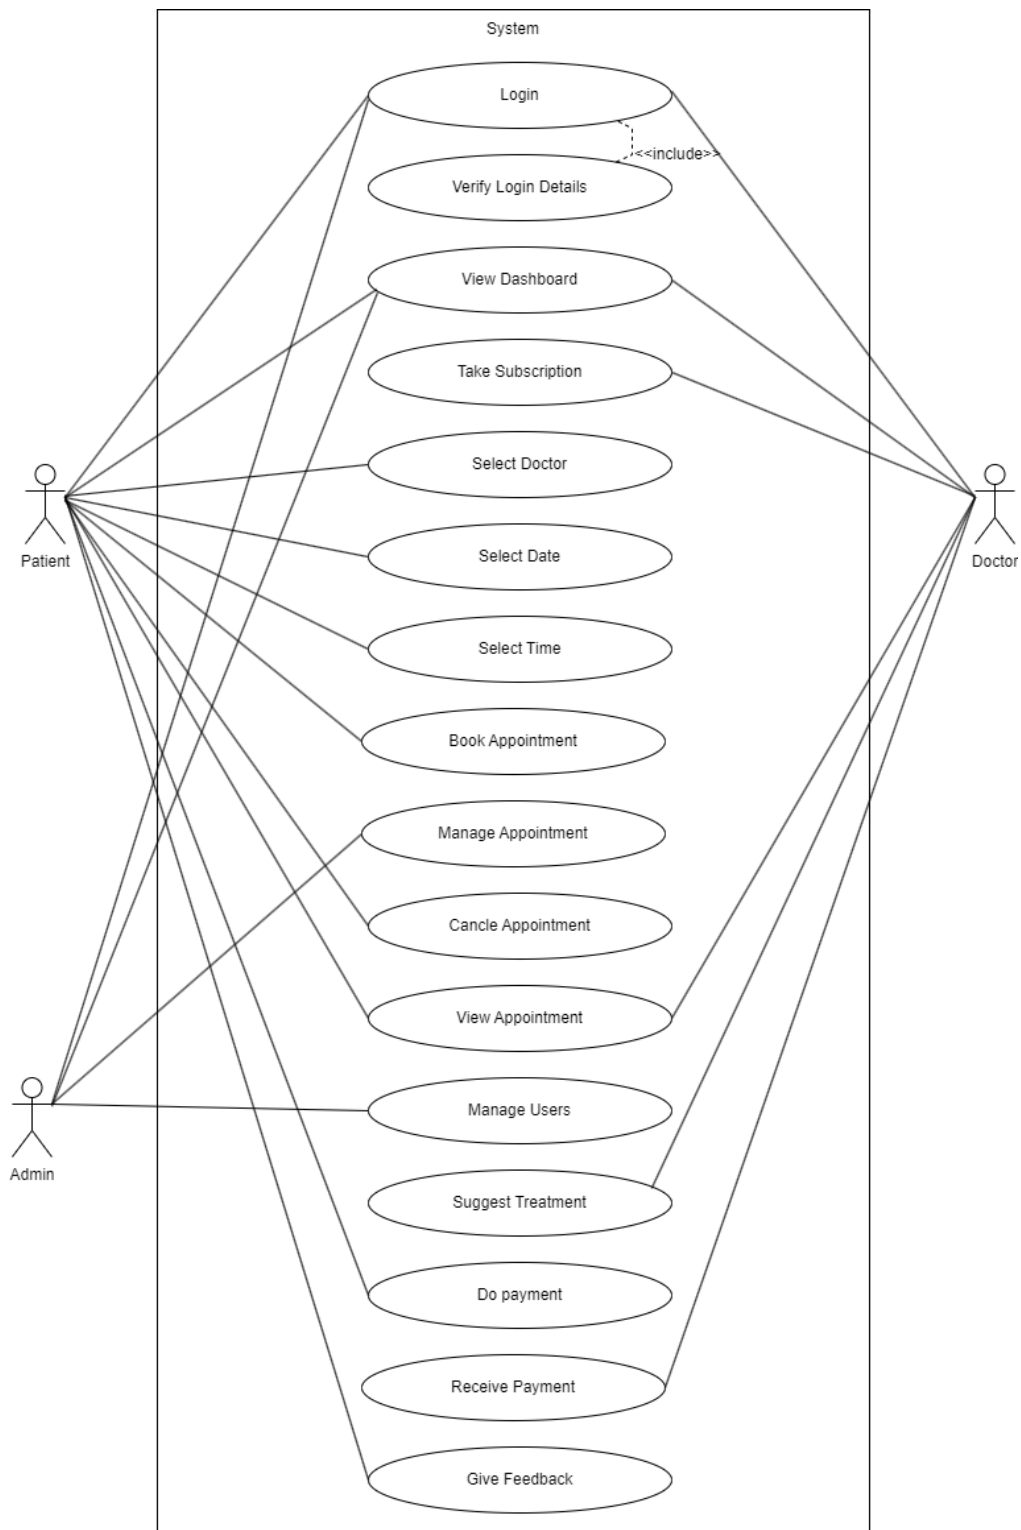 System
Login
<<include>>
Verify Login Details
View Dashboard
Take Subscription
Select Doctor
Select Date
Patient
Doctor
Select Time
Book Appointment
Manage Appointment
Cancle Appointment
View Appointment
Manage Users
Admin
Suggest Treatment
Do payment
Receive Payment
Give Feedback